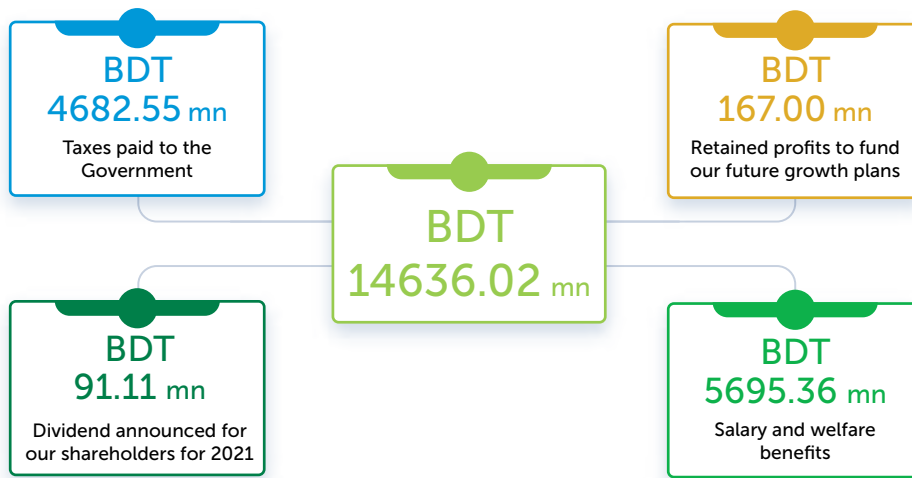 BDT
4682.55 mn
Taxes paid to the
Government
BDT
167.00 mn
Retained profits to fund
our future growth plans
BDT
14636.02 mn
BDT
91.11 mn
Dividend announced for
our shareholders for 2021
BDT
5695.36 mn
Salary and welfare
benefits